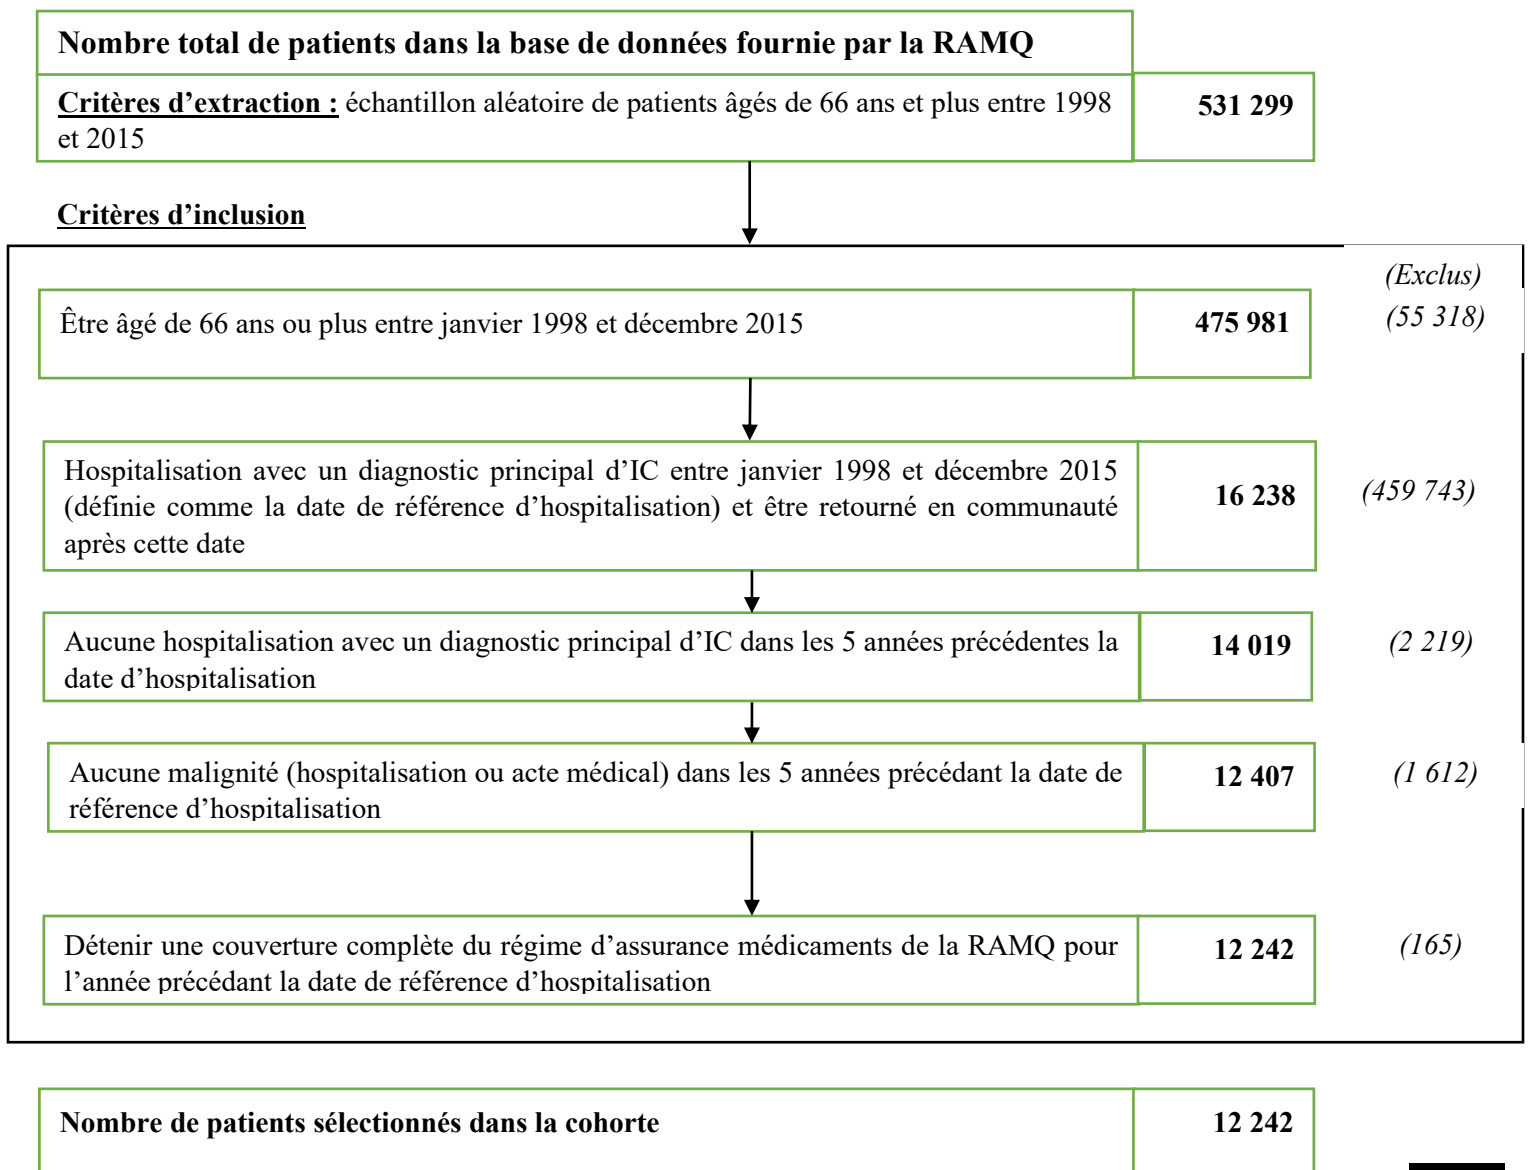 Nombre total de patients dans la base de données fournie par la RAMQ
Critères d’extraction : échantillon aléatoire de patients âgés de 66 ans et plus entre 1998
et 2015
531 299
Critères d’inclusion
(Exclus)
Être âgé de 66 ans ou plus entre janvier 1998 et décembre 2015
475 981
(55 318)
Hospitalisation avec un diagnostic principal d’IC entre janvier 1998 et décembre 2015
(définie comme la date de référence d’hospitalisation) et être retourné en communauté
après cette date
16 238
(459 743)
Aucune hospitalisation avec un diagnostic principal d’IC dans les 5 années précédentes la
date d’hospitalisation
14 019
(2 219)
Aucune malignité (hospitalisation ou acte médical) dans les 5 années précédant la date de
référence d’hospitalisation
12 407
(1 612)
Détenir une couverture complète du régime d’assurance médicaments de la RAMQ pour
l’année précédant la date de référence d’hospitalisation
12 242
(165)
Nombre de patients sélectionnés dans la cohorte
12 242